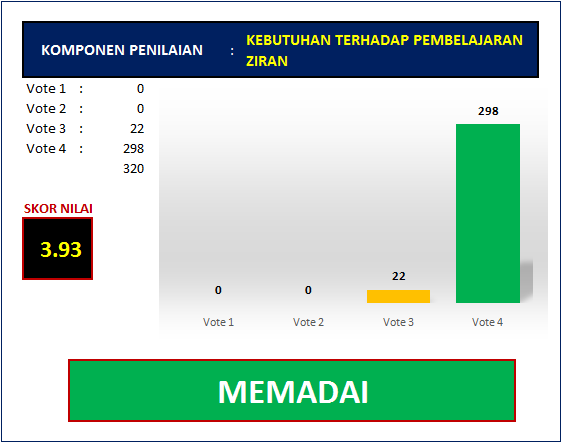 KOMPONEN PENILAIAN : KEBUTUHAN TERHADAP PEMBELAJARAN
ZIRAN
Vote 1 : 0
Vote 2 : 0
Vote 3 : 22
Vote 4 : 298
320
SKOR NILAI
3.93
298
22
0
0
Vote 1 Vote 2 Vote 3 Vote 4
MEMADAI